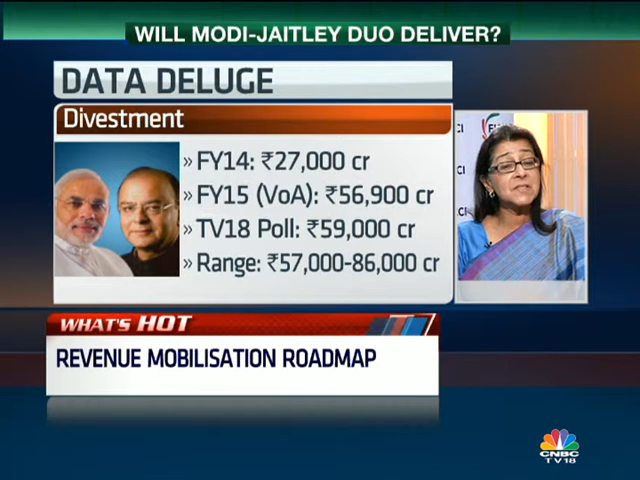 WILL MODI-JAITLEY DUO DELIVER?
DATA DELUGE
Divestment
» FY14: ₹27,000 cr
» FY15 (VoA): ₹56,900 cr
» TV18 Poll: ₹59,000 cr
» Range: ₹57,000-86,000 cr
WHAT'S HOT
REVENUE MOBILISATION ROADMAP
CNBC
TV18